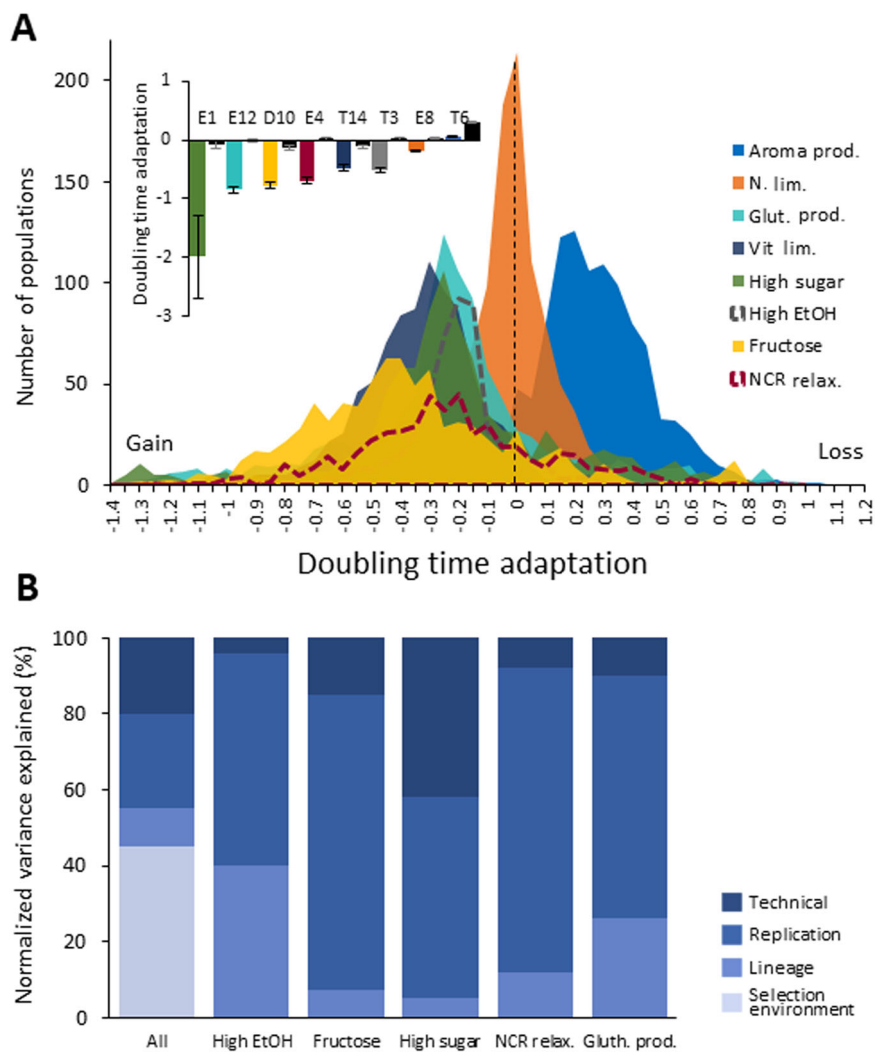 A
200
150
100
50
0
Number of populations
1
0
-1
-2
-3
Doubling time adaptation
E1 E12 D10 E4 T14 T3 E8 T6
Aroma prod.
N. lim.
Glut. prod.
Vit lim.
High sugar
High EtOH
Fructose
NCR relax.
Gain
Loss
-1.4 -1.3 -1.2 -1.1 -1 -0.9 -0.8 -0.7 -0.6 -0.5 -0.4 -0.3 -0.2 -0.1 0 0.1 0.2 0.3 0.4 0.5 0.6 0.7 0.8 0.9 1 1.1 1.2
Doubling time adaptation
B
100
80
60
40
20
0
Normalized variance explained (%)
Technical
Replication
Lineage
Selection
environment
All High EtOH Fructose High sugar NCR relax. Gluth. prod.